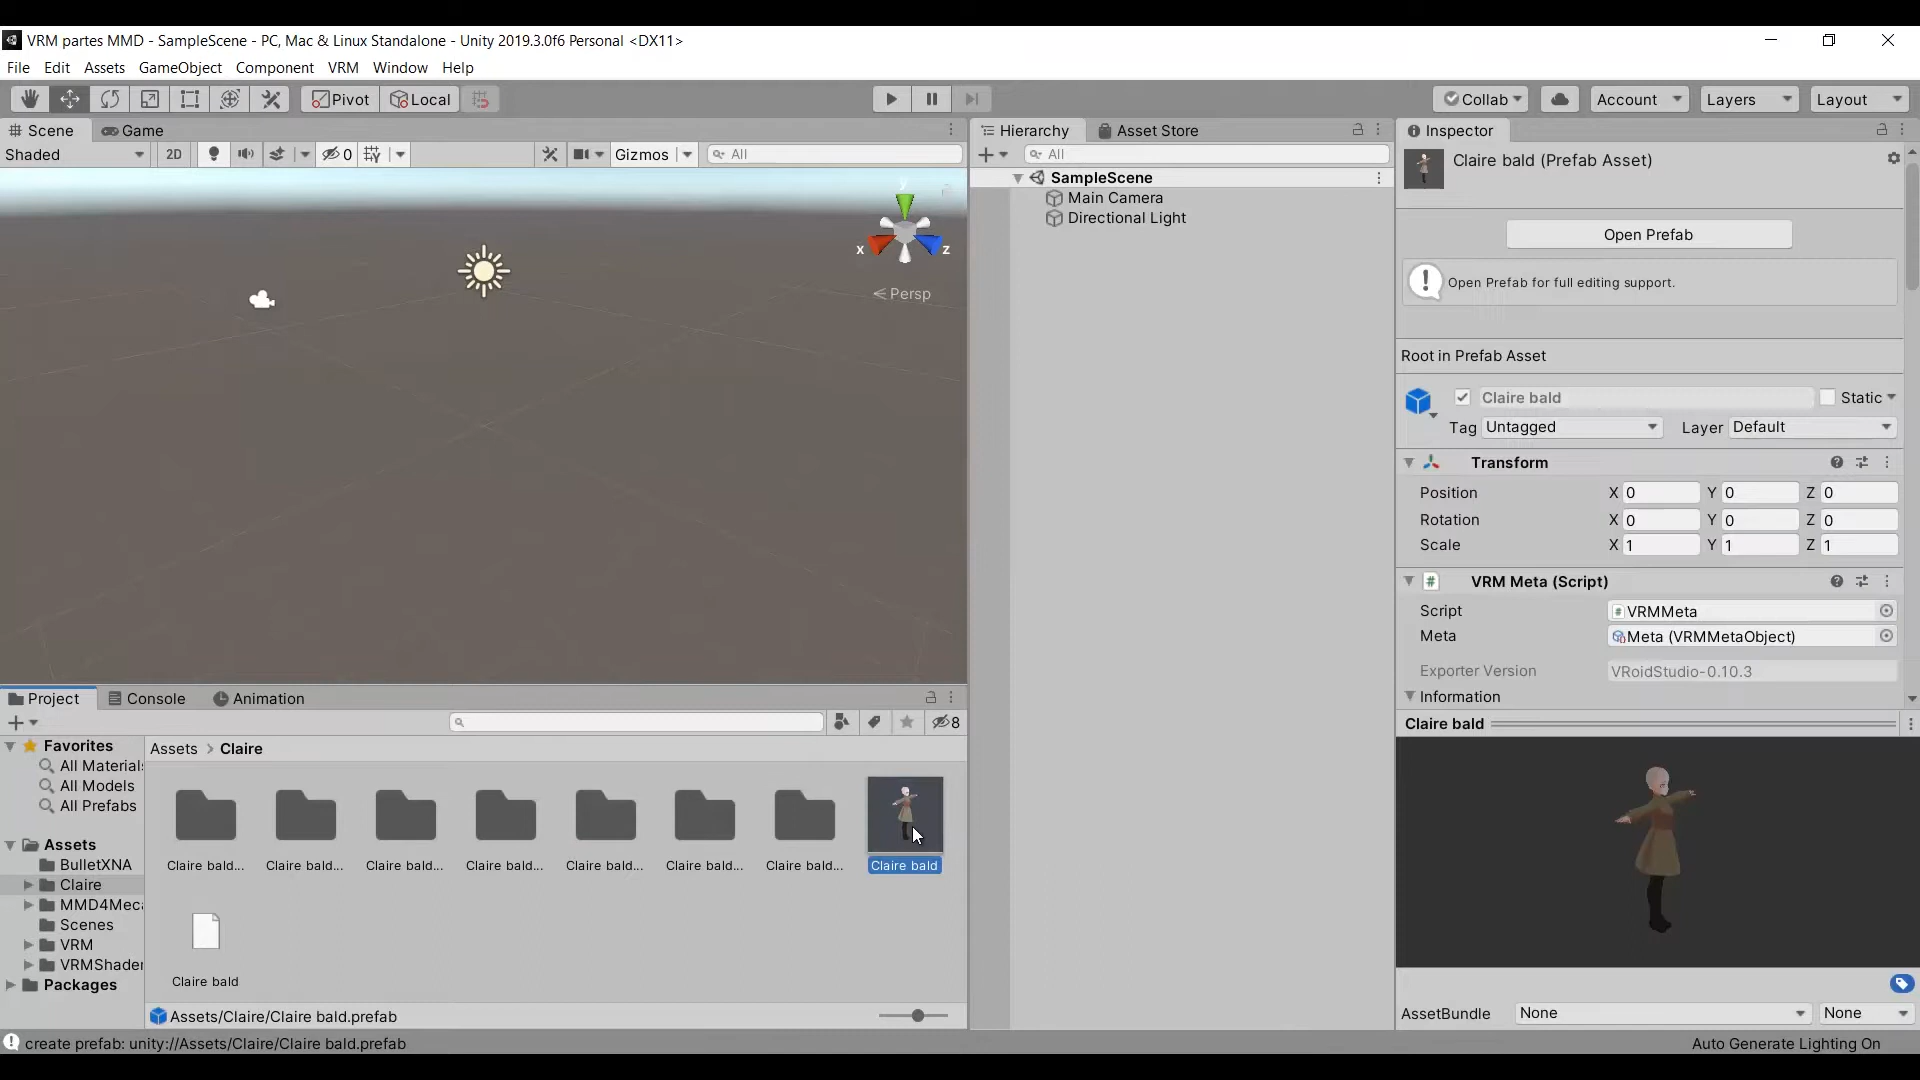 VRM partes MMD - SampleScene - PC, Mac & Linux Standalone - Unity 2019.3.0f6 Personal <DX11>
File Edit Assets GameObject Component VRM Window Help
Pivot Local Collab Account Layers Layout
Scene Game
Shaded 2D 0 Gizmos All
y
x z
Persp
Hierarchy Asset Store
All
SampleScene
Main Camera
Directional Light
Inspector
Claire bald (Prefab Asset)
Open Prefab
Open Prefab for full editing support.
Root in Prefab Asset
Claire bald Static
Tag Untagged Layer Default
Transform
Position X 0 Y 0 Z 0
Rotation X 0 Y 0 Z 0
Scale X 1 Y 1 Z 1
VRM Meta (Script)
Script VRMMeta
Meta Meta (VRMMetaObject)
Exporter Version VRoidStudio-0.10.3
Information
Claire bald
AssetBundle None None
Project Console Animation
8
Favorites
All Materials
All Models
All Prefabs
Assets
BulletXNA
Claire
MMD4Meca
Scenes
VRM
VRMShader
Packages
Assets > Claire
Claire bald... Claire bald... Claire bald... Claire bald... Claire bald... Claire bald... Claire bald... Claire bald
Claire bald
Assets/Claire/Claire bald.prefab
create prefab: unity://Assets/Claire/Claire bald.prefab
Auto Generate Lighting On